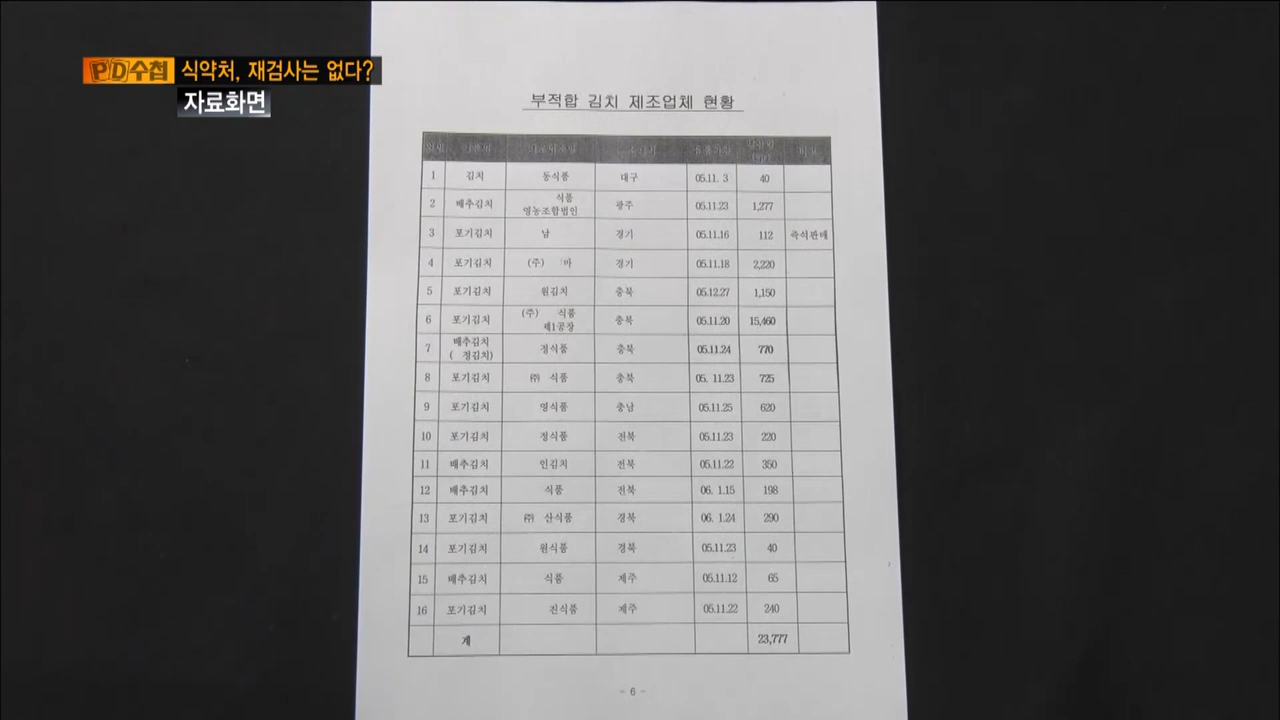 PD수첩 식약처, 재검사는 없다?
자료화면
부적합 김치 제조업체 현황
1 김치 동식품 대구 05.11. 3 40
2 배추김치 식품 영농조합법인 광주 05.11.23 1,277
3 포기김치 남 경기 05.11.16 112 즉석판매
4 포기김치 (주) 마 경기 05.11.18 2,220
5 포기김치 원김치 충북 05.12.27 1,150
6 포기김치 (주) 식품 제1공장 충북 05.11.20 15,460
7 배추김치 ( 정김치) 정식품 충북 05.11.24 770
8 포기김치 ㈜ 식품 충북 05. 11.23 725
9 포기김치 영식품 충남 05.11.25 620
10 포기김치 정식품 전북 05.11.23 220
11 배추김치 인김치 전북 05.11.22 350
12 배추김치 식품 전북 06. 1.15 198
13 포기김치 ㈜ 산식품 경북 06. 1.24 290
14 포기김치 원식품 경북 05.11.23 40
15 배추김치 식품 제주 05.11.12 65
16 포기김치 진식품 제주 05.11.22 240
계 23,777
- 6 -